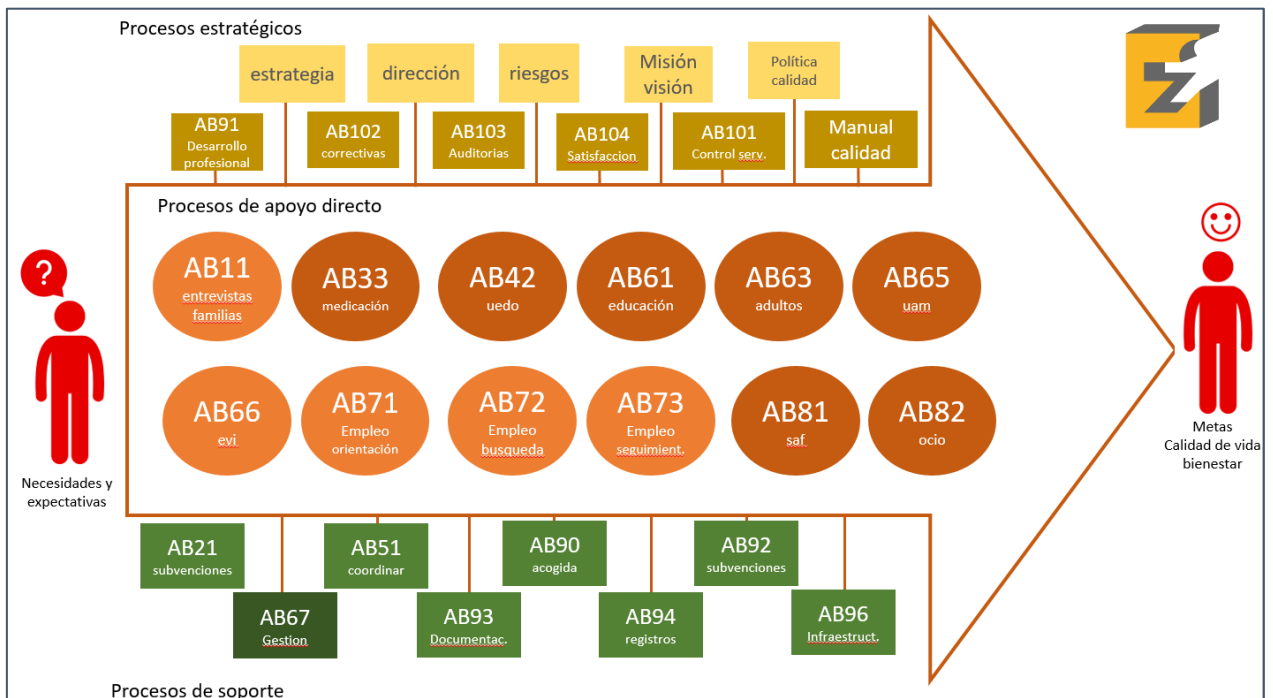 Procesos estratégicos
estrategia
dirección
riesgos
Misión
visión
Política
calidad
AB91
Desarrollo
profesional
AB102
correctivas
AB103
Auditorias
AB104
Satisfaccion
AB101
Control serv.
Manual
calidad
Procesos de apoyo directo
?
AB11
entrevistas
familias
AB33
medicación
AB42
uedo
AB61
educación
AB63
adultos
AB65
uam
AB66
evi
AB71
Empleo
orientación
AB72
Empleo
busqueda
AB73
Empleo
seguimient.
AB81
saf
AB82
ocio
Necesidades y
expectativas
Metas
Calidad de vida
bienestar
AB21
subvenciones
AB51
coordinar
AB90
acogida
AB92
subvenciones
AB67
Gestion
AB93
Documentac.
AB94
registros
AB96
Infraestruct.
Procesos de soporte